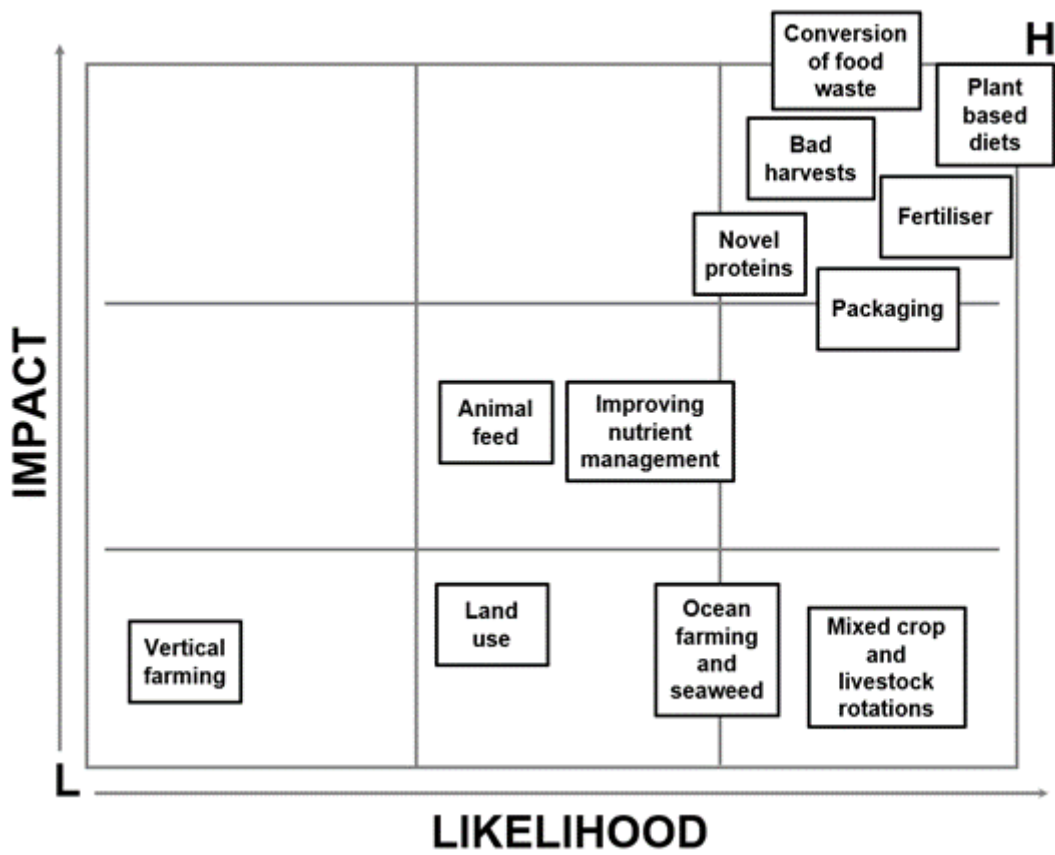 Conversion
of food
waste
H
Plant
based
diets
Bad
harvests
Fertiliser
Novel
proteins
Packaging
IMPACT
Animal
feed
Improving
nutrient
management
Land
use
Ocean
farming
and
seaweed
Mixed crop
and
livestock
rotations
Vertical
farming
L
LIKELIHOOD